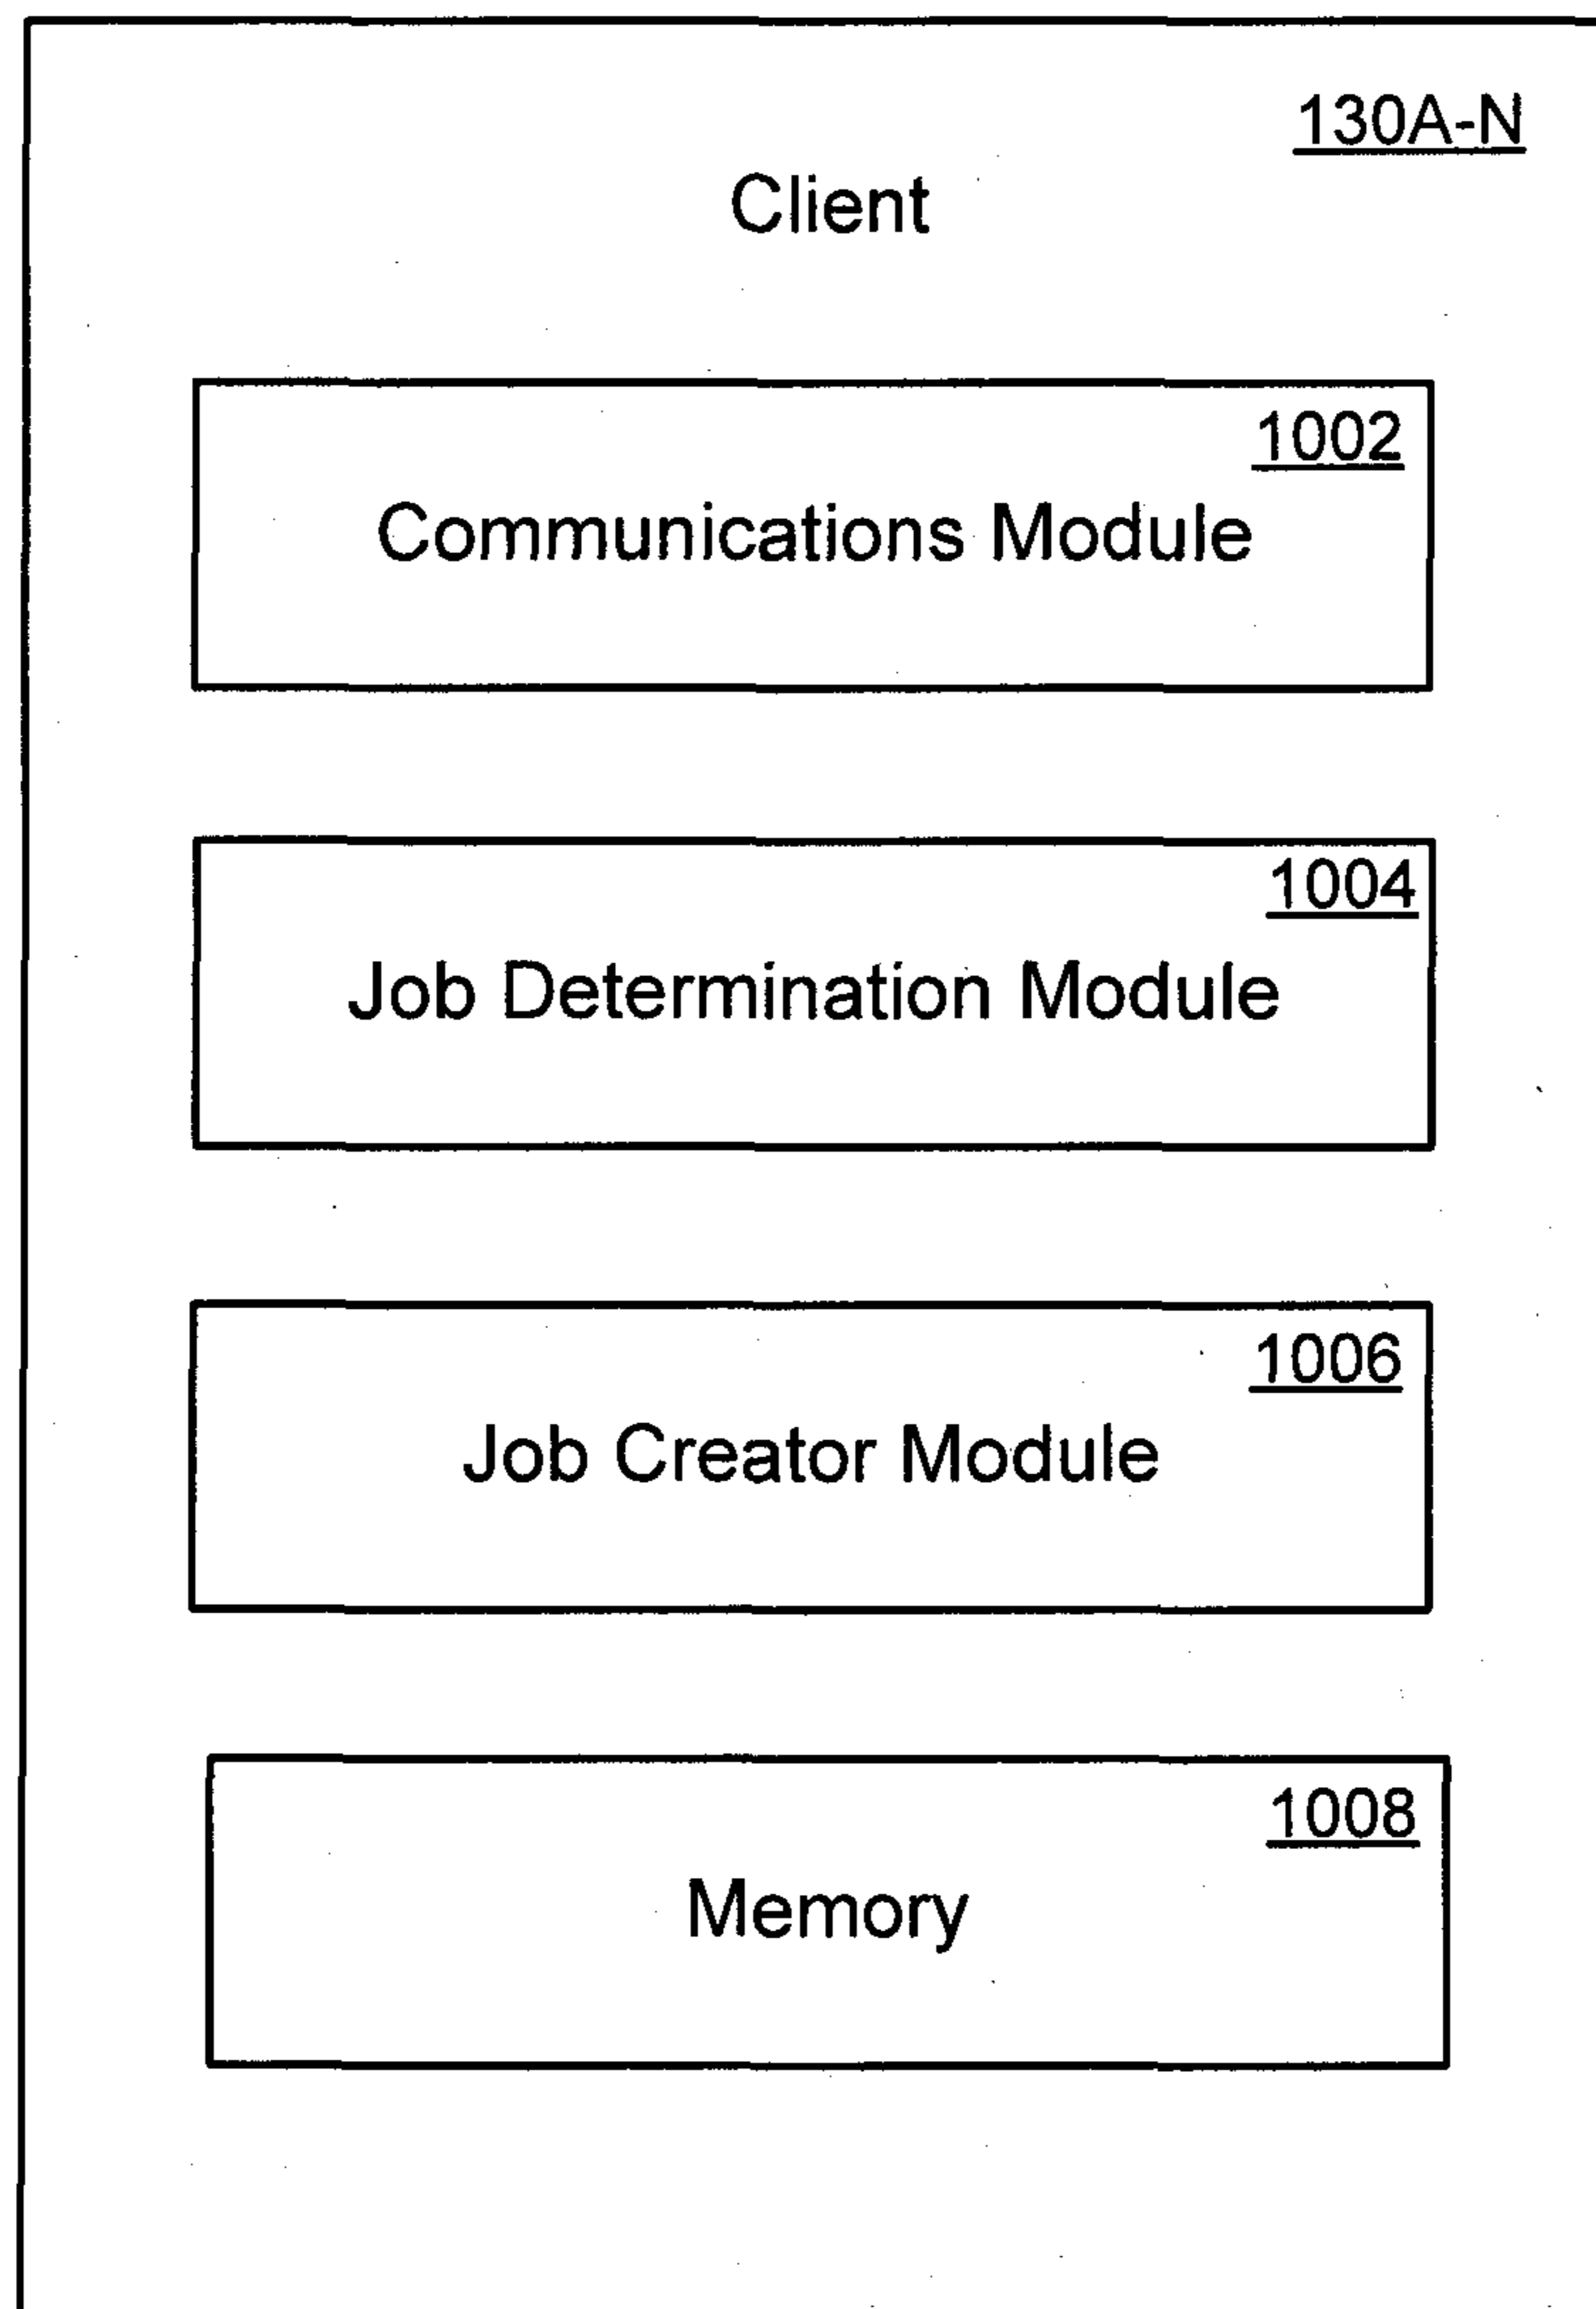 130A-N
Client
1002
Communications Module
1004
Job Determination Module
1006
Job Creator Module
1008
Memory